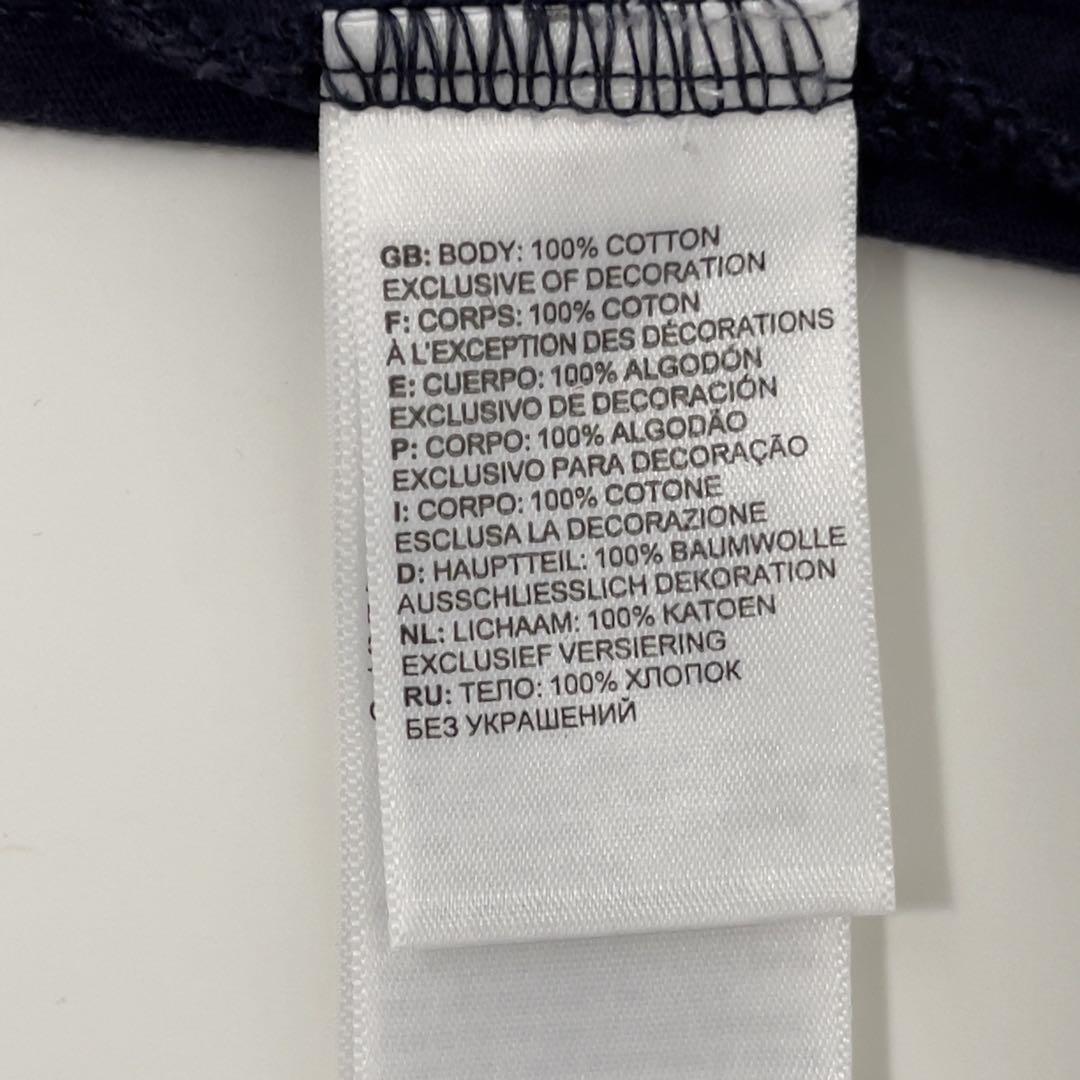 GB: BODY: 100% COTTON
EXCLUSIVE OF DECORATION
F: CORPS: 100% COTON
À L'EXCEPTION DES DÉCORATIONS
E: CUERPO: 100% ALGODÓN
EXCLUSIVO DE DECORACIÓN
P: CORPO: 100% ALGODÃO
EXCLUSIVO PARA DECORAÇÃO
I: CORPO: 100% COTONE
ESCLUSA LA DECORAZIONE
D: HAUPTTEIL: 100% BAUMWOLLE
AUSSCHLIESSLICH DEKORATION
NL: LICHAAM: 100% KATOEN
EXCLUSIEF VERSIERING
RU: ТЕЛО: 100% ХЛОПОК
БЕЗ УКРАШЕНИЙ